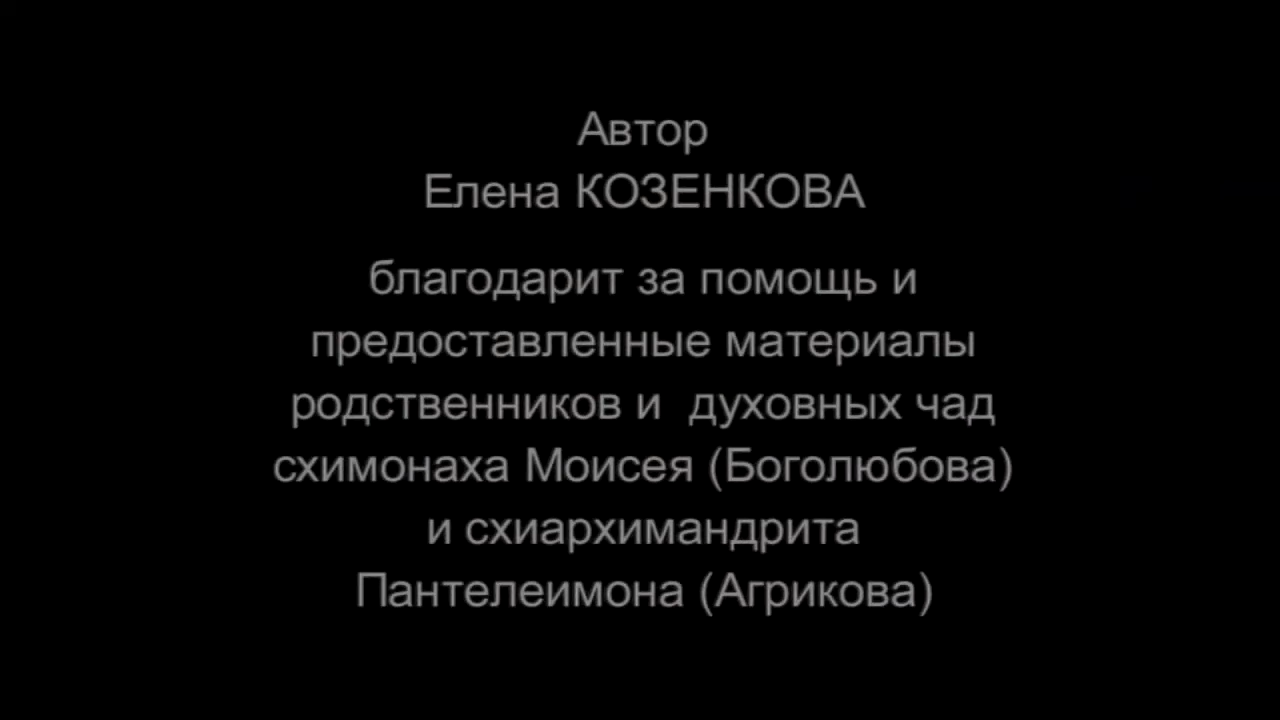 Автор
Елена КОЗЕНКОВА
благодарит за помощь и
предоставленные материалы
родственников и  духовных чад
схимонаха Моисея (Боголюбова)
и схиархимандрита
Пантелеимона (Агрикова)